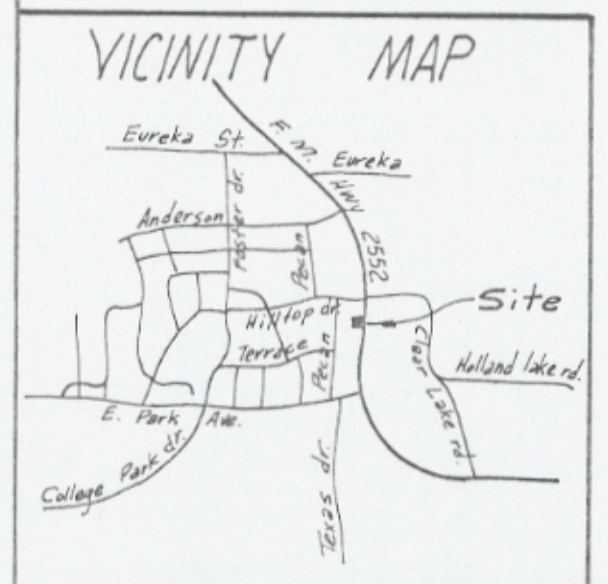 VICINITY MAP
Eureka St.
F. M. HWY 2552
Eureka
Foster dr.
Anderson
Pecan
Site
Hilltop dr.
Terrace
Pecan
Clear Lake rd.
Holland lake rd.
E. Park Ave.
College Park dr.
Texas dr.